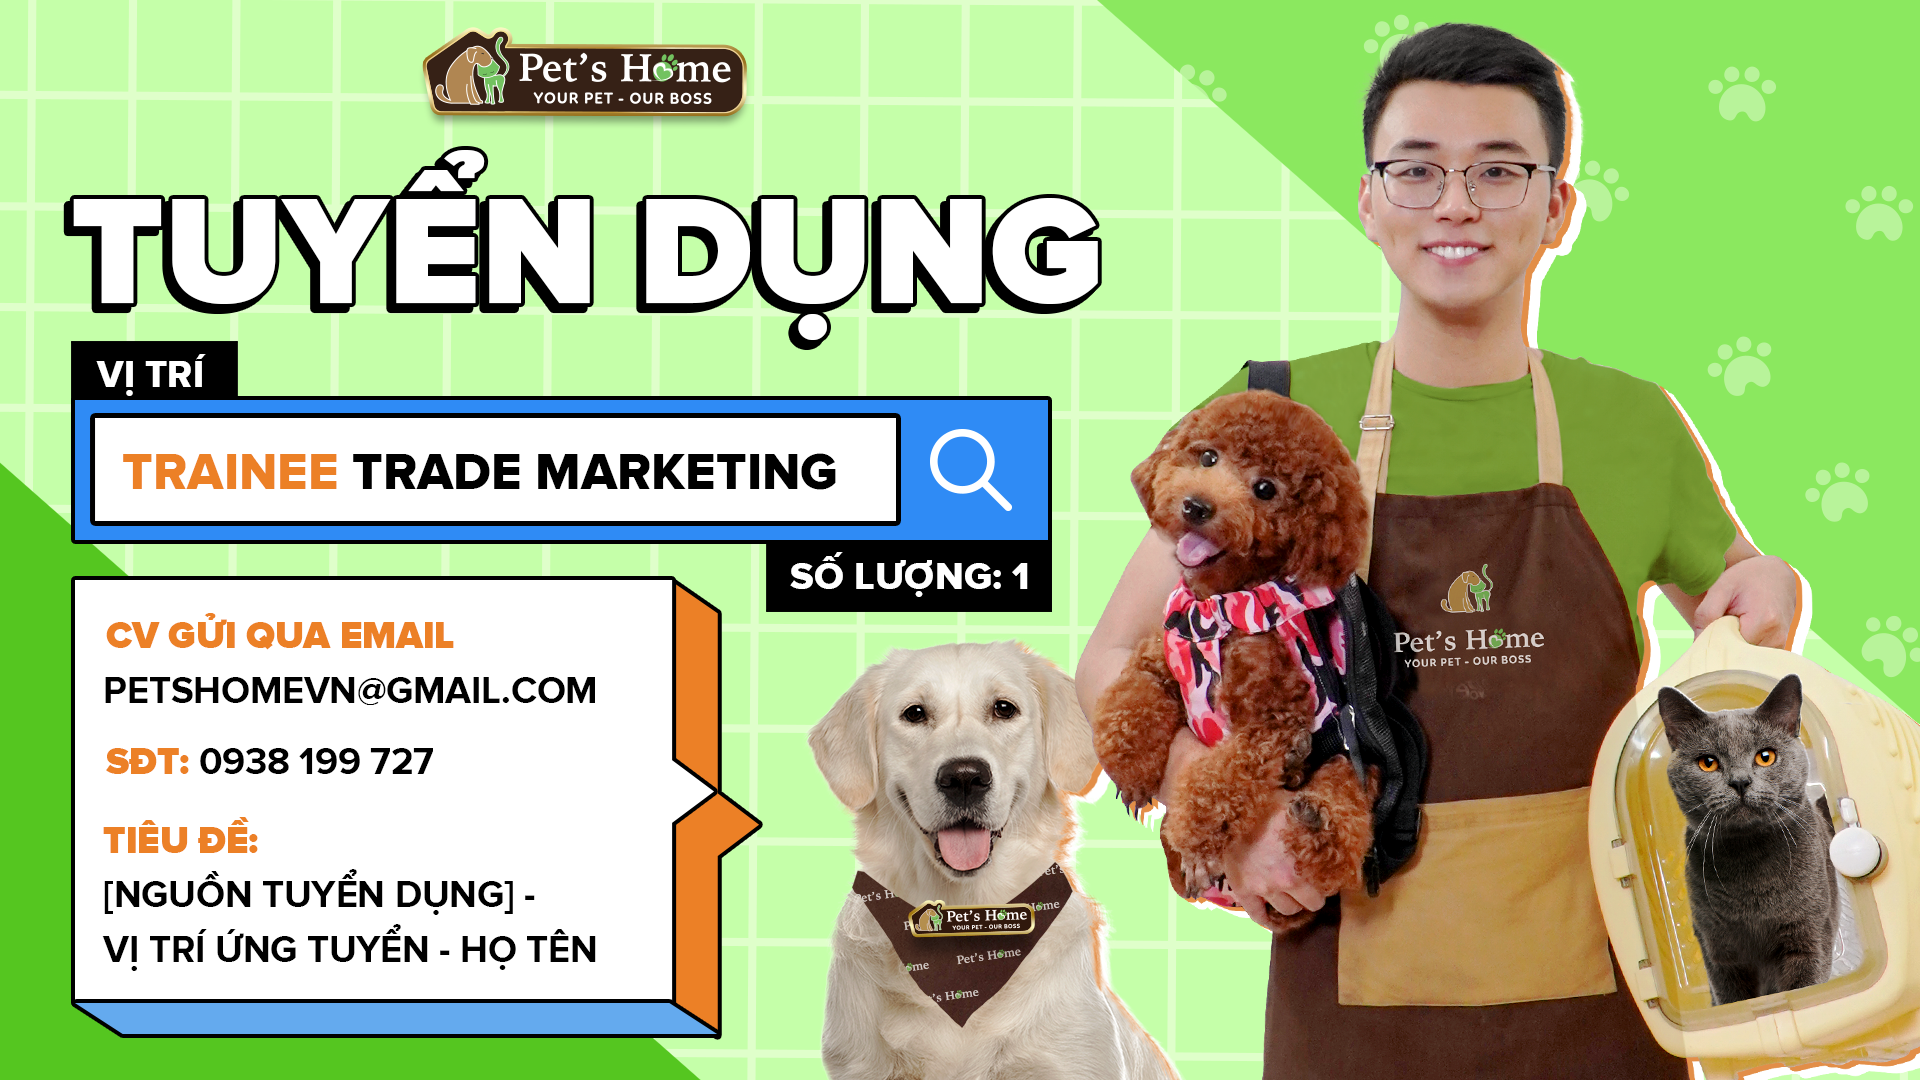 Pet's Home
YOUR PET - OUR BOSS
TUYỂN DỤNG
VỊ TRÍ
TRAINEE TRADE MARKETING
SỐ LƯỢNG: 1
CV GỬI QUA EMAIL
PETSHOMEVN@GMAIL.COM
SĐT: 0938 199 727
TIÊU ĐỀ:
[NGUỒN TUYỂN DỤNG] -
VỊ TRÍ ỨNG TUYỂN - HỌ TÊN
Pet's Home
YOUR PET - OUR BOSS
Pet's Home
YOUR PET - OUR BOSS
Pet's Home